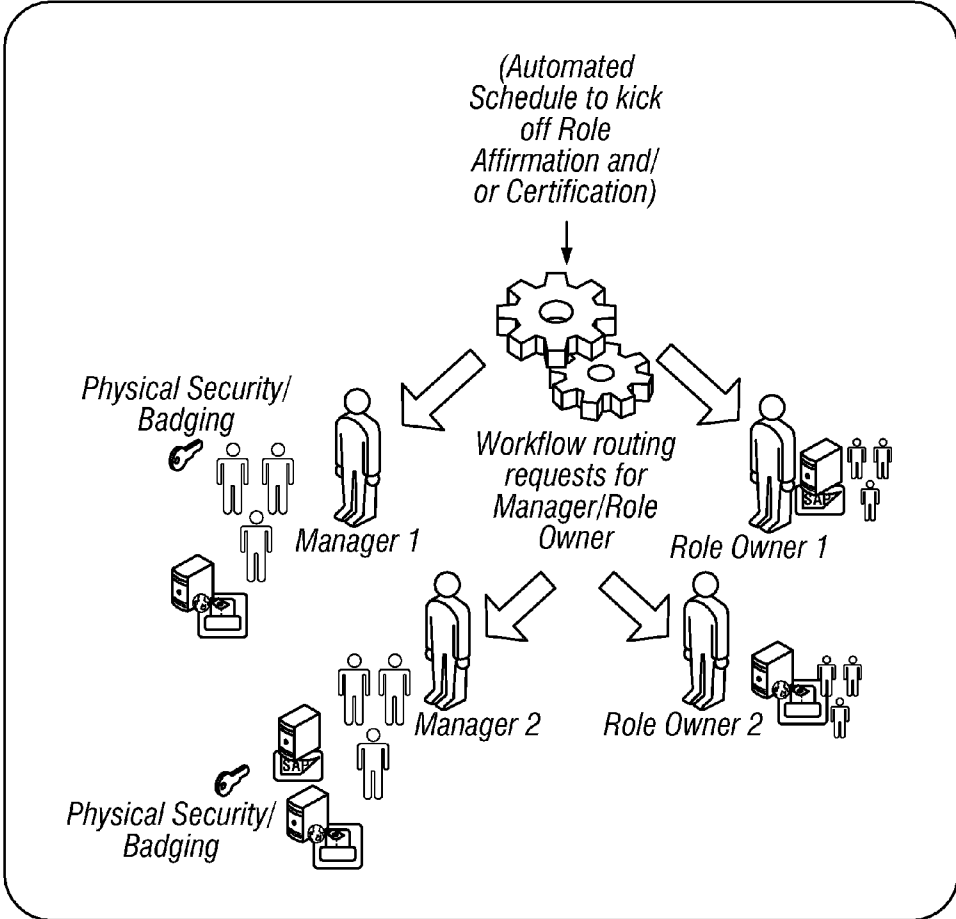 (Automated
Schedule to kick
off Role
Affirmation and/
or Certification)
Physical Security/
Badging
Workflow routing
requests for
Manager/Role
Owner
Manager 1
SAP
Role Owner 1
Manager 2
Role Owner 2
SAP
Physical Security/
Badging